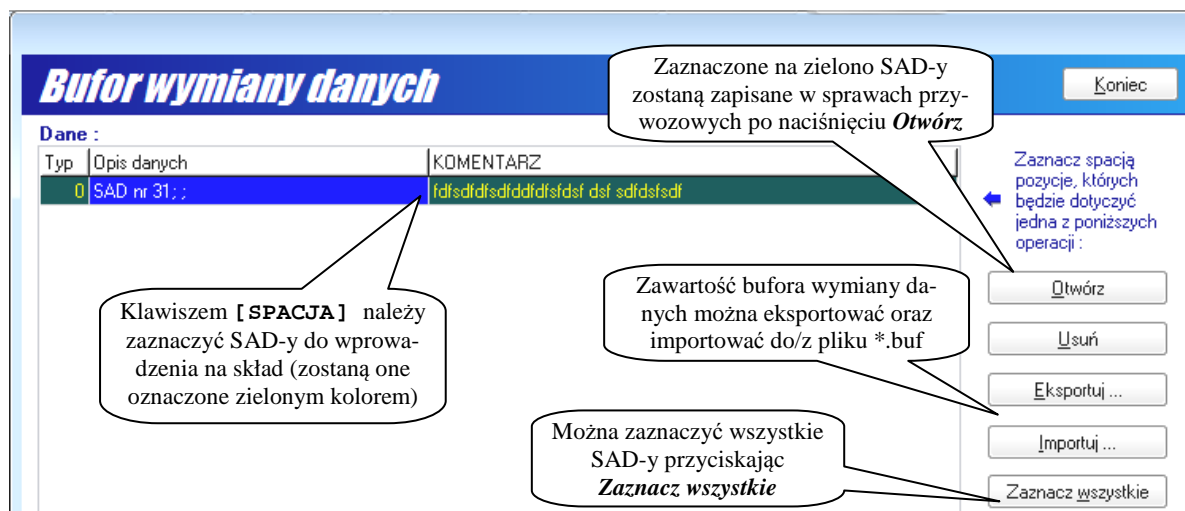 Bufor wymiany danych
Koniec
Zaznaczone na zielono SAD-y
zostaną zapisane w sprawach przy-
wozowych po naciśnięciu Otwórz
Dane :
Typ Opis danych KOMENTARZ
0 SAD nr 31; ; fdfsdfdfsdfddfdfsfdsf dsf sdfdsfsdf
Zaznacz spacją
pozycje, których
będzie dotyczyć
jedna z poniższych
operacji :
Klawiszem [SPACJA] należy
zaznaczyć SAD-y do wprowa-
dzenia na skład (zostaną one
oznaczone zielonym kolorem)
Zawartość bufora wymiany da-
nych można eksportować oraz
importować do/z pliku *.buf
Otwórz
Usuń
Eksportuj ...
Importuj ...
Można zaznaczyć wszystkie
SAD-y przyciskając
Zaznacz wszystkie
Zaznacz wszystkie